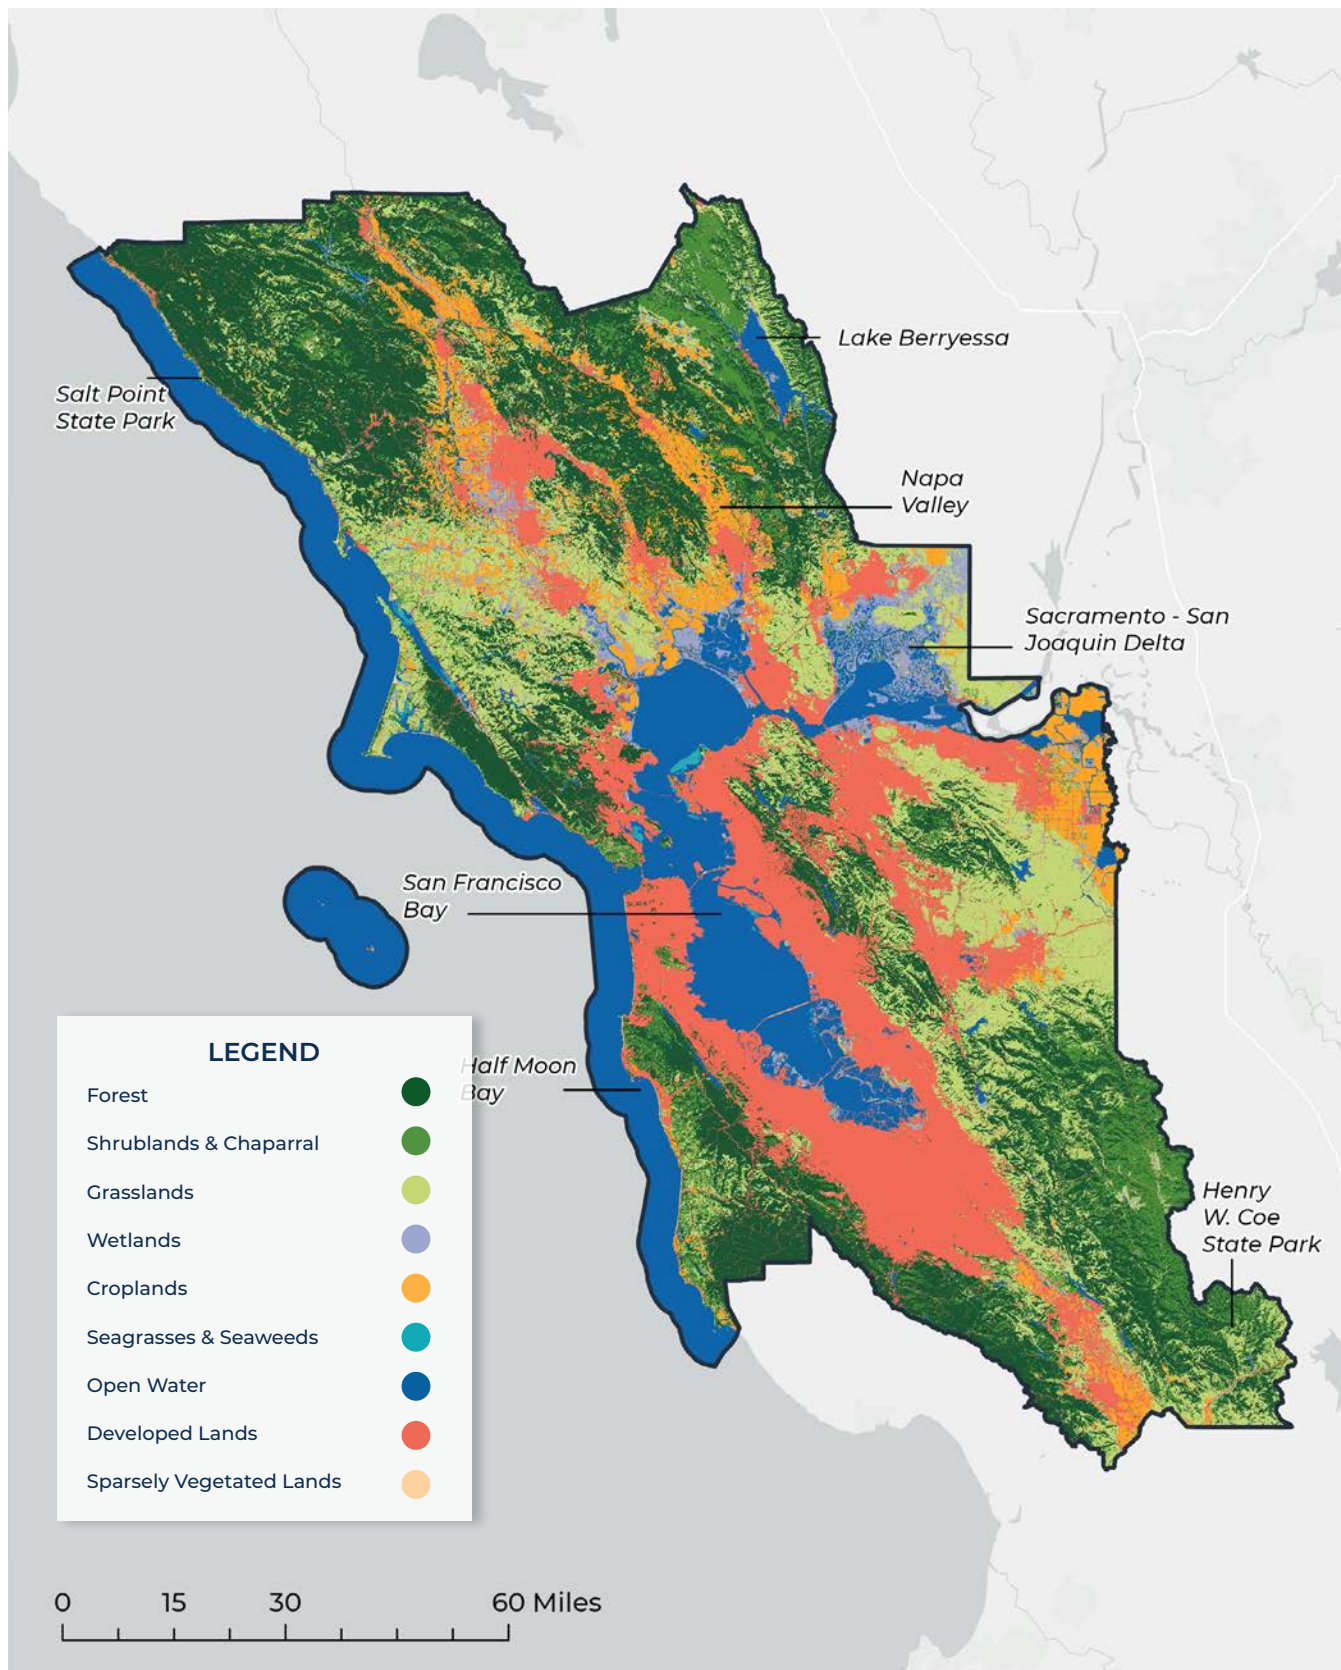 Lake Berryessa
Salt Point
State Park
Napa
Valley
Sacramento - San
Joaquin Delta
San Francisco
Bay
LEGEND
Forest
Shrublands & Chaparral
Grasslands
Wetlands
Croplands
Seagrasses & Seaweeds
Open Water
Developed Lands
Sparsely Vegetated Lands
Half Moon
Bay
Henry
W. Coe
State Park
0 15 30 60 Miles